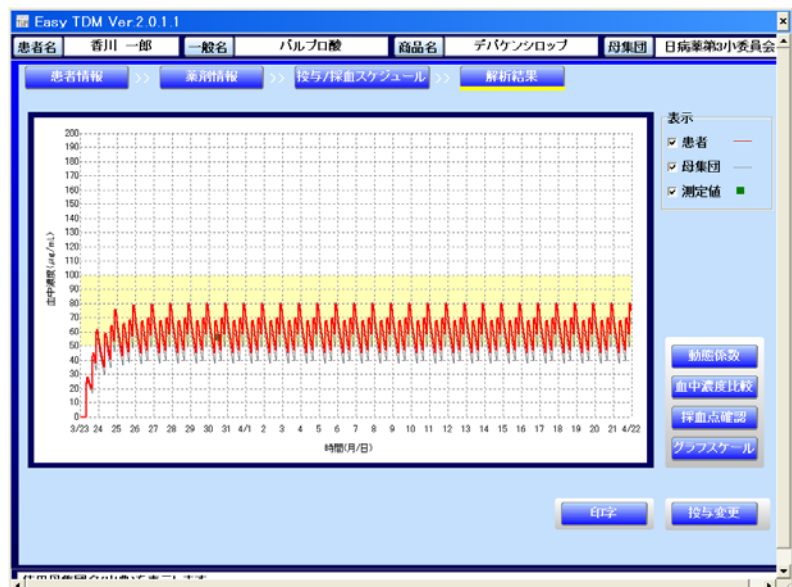 Easy TDM Ver.2.0.1.1
患者名 香川 一郎 一般名 バルプロ酸 商品名 デパケンシロップ 母集団 日病薬第3小委員会
患者情報 >> 薬剤情報 >> 投与/採血スケジュール >> 解析結果
表示
患者
母集団
測定値
血中濃度(μg/mL)
200
190
180
170
160
150
140
130
120
110
100
90
80
70
60
50
40
30
20
10
0
3/23 24 25 26 27 28 29 30 31 4/1 2 3 4 5 6 7 8 9 10 11 12 13 14 15 16 17 18 19 20 21 4/22
時間(月/日)
動態係数
血中濃度比較
採血点確認
グラフスケール
印字
投与変更